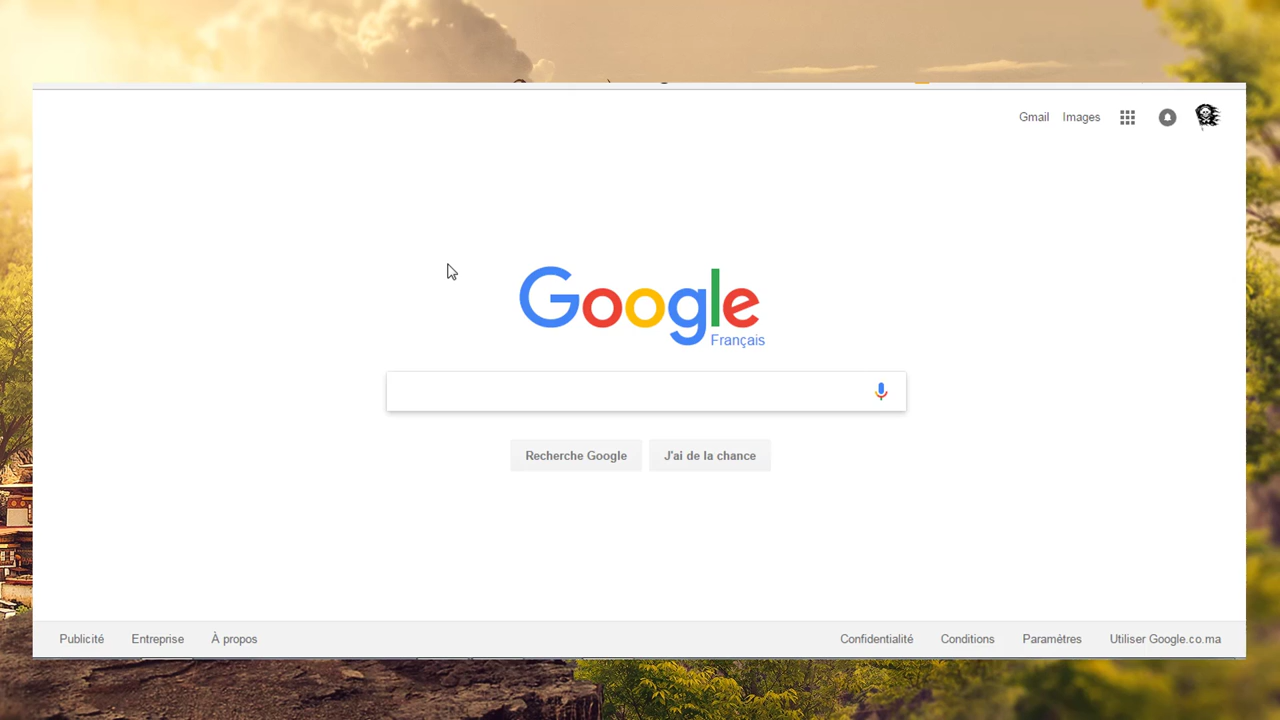 Gmail Images
Google
Français
Recherche Google J'ai de la chance
Publicité Entreprise À propos Confidentialité Conditions Paramètres Utiliser Google.co.ma